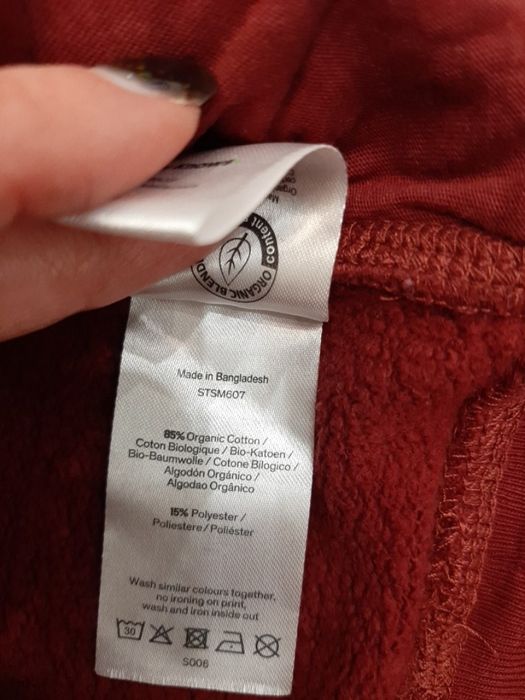 ORGANIC BLEND
content
Made in Bangladesh
STSM607
85% Organic Cotton /
Coton Biologique / Bio-Katoen /
Bio-Baumwolle / Cotone Bilogico /
Algodón Orgánico /
Algodao Orgânico
15% Polyester /
Poliestere / Poliéster
Wash similar colours together,
no ironing on print,
wash and iron inside out
30
S006